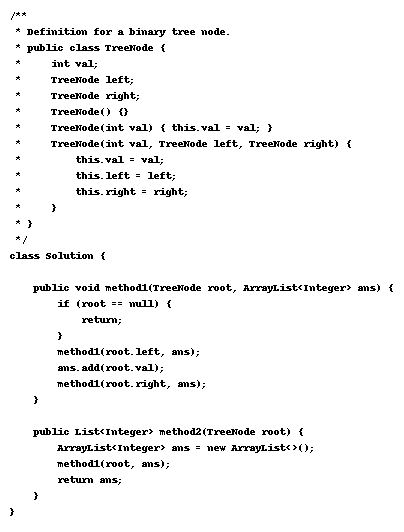 /**
 * Definition for a binary tree node.
 * public class TreeNode {
 *     int val;
 *     TreeNode left;
 *     TreeNode right;
 *     TreeNode() {}
 *     TreeNode(int val) { this.val = val; }
 *     TreeNode(int val, TreeNode left, TreeNode right) {
 *         this.val = val;
 *         this.left = left;
 *         this.right = right;
 *     }
 * }
 */
class Solution {
    public void method1(TreeNode root, ArrayList<Integer> ans) {
        if (root == null) {
            return;
        }
        method1(root.left, ans);
        ans.add(root.val);
        method1(root.right, ans);
    }
    public List<Integer> method2(TreeNode root) {
        ArrayList<Integer> ans = new ArrayList<>();
        method1(root, ans);
        return ans;
    }
}